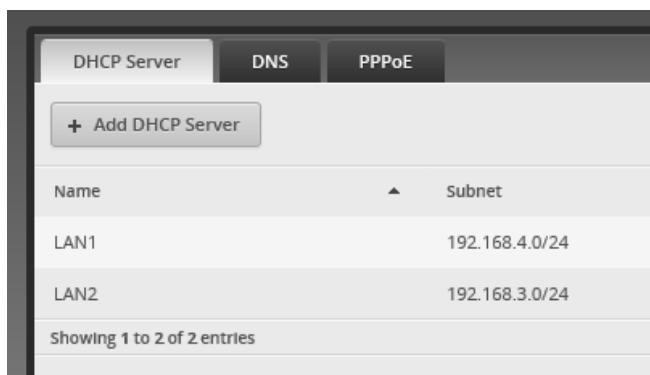 DHCP Server DNS PPPoE
+ Add DHCP Server
Name Subnet
LAN1 192.168.4.0/24
LAN2 192.168.3.0/24
Showing 1 to 2 of 2 entries